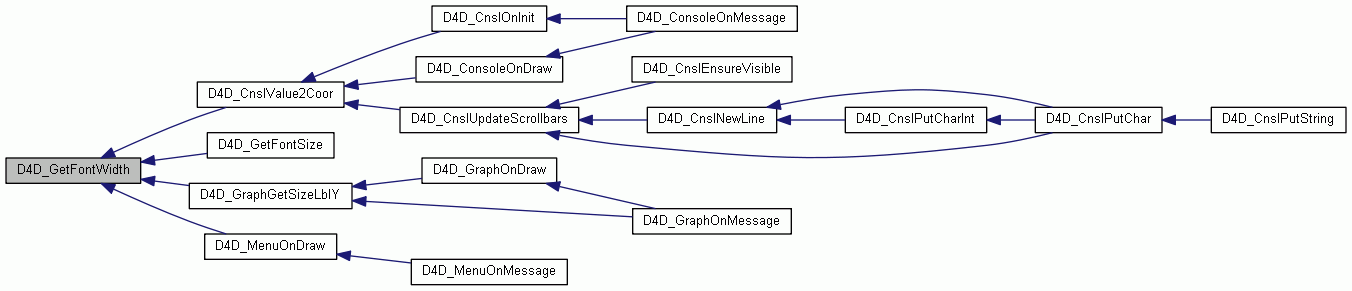 D4D_CnslOnInit
D4D_ConsoleOnMessage
D4D_ConsoleOnDraw
D4D_CnslEnsureVisible
D4D_CnslValue2Coor
D4D_CnslUpdateScrollbars
D4D_CnslNewLine
D4D_CnslPutCharInt
D4D_CnslPutChar
D4D_CnslPutString
D4D_GetFontSize
D4D_GetFontWidth
D4D_GraphOnDraw
D4D_GraphGetSizeLblY
D4D_GraphOnMessage
D4D_MenuOnDraw
D4D_MenuOnMessage